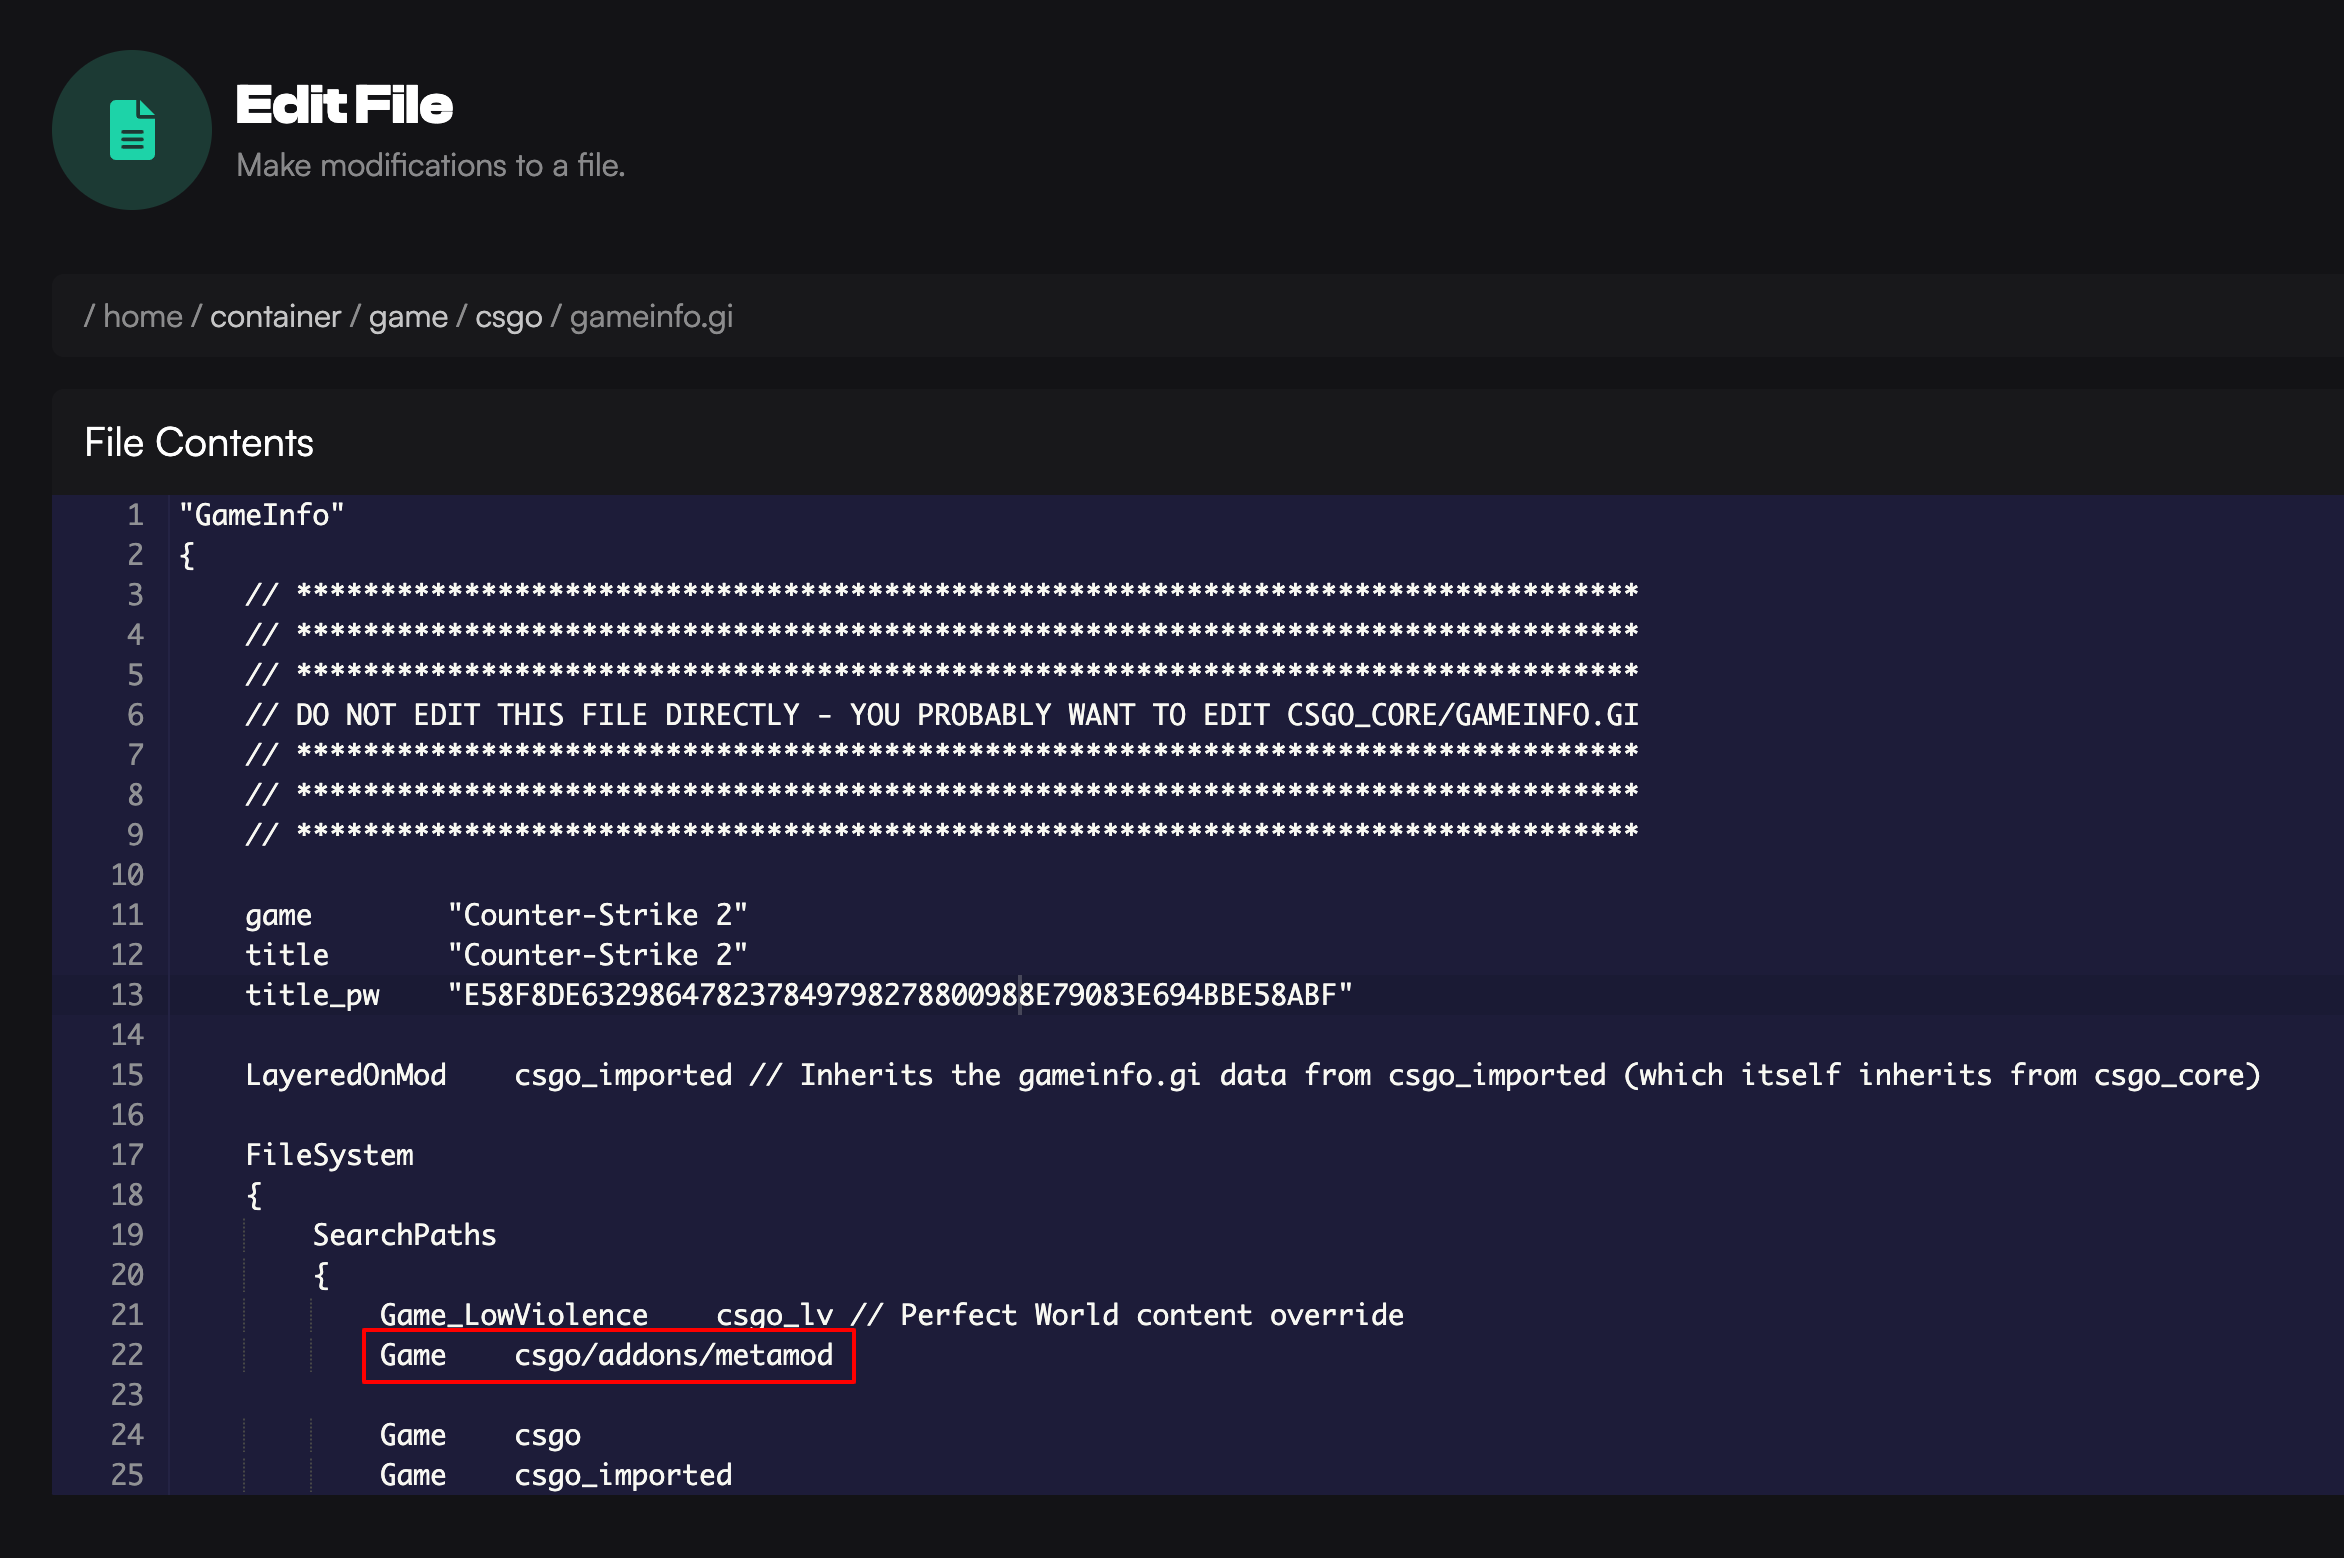 Edit File
Make modifications to a file.
/ home / container / game / csgo / gameinfo.gi
File Contents
1 "GameInfo"
2 {
3 // ********************************************************************************
4 // ********************************************************************************
5 // ********************************************************************************
6 // DO NOT EDIT THIS FILE DIRECTLY - YOU PROBABLY WANT TO EDIT CSGO_CORE/GAMEINFO.GI
7 // ********************************************************************************
8 // ********************************************************************************
9 // ********************************************************************************
10
11 game "Counter-Strike 2"
12 title "Counter-Strike 2"
13 title_pw "E58F8DE63298647823784979827880098​8E79083E694BBE58ABF"
14
15 LayeredOnMod csgo_imported // Inherits the gameinfo.gi data from csgo_imported (which itself inherits from csgo_core)
16
17 FileSystem
18 {
19 SearchPaths
20 {
21 Game_LowViolence csgo_lv // Perfect World content override
22 Game csgo/addons/metamod
23
24 Game csgo
25 Game csgo_imported